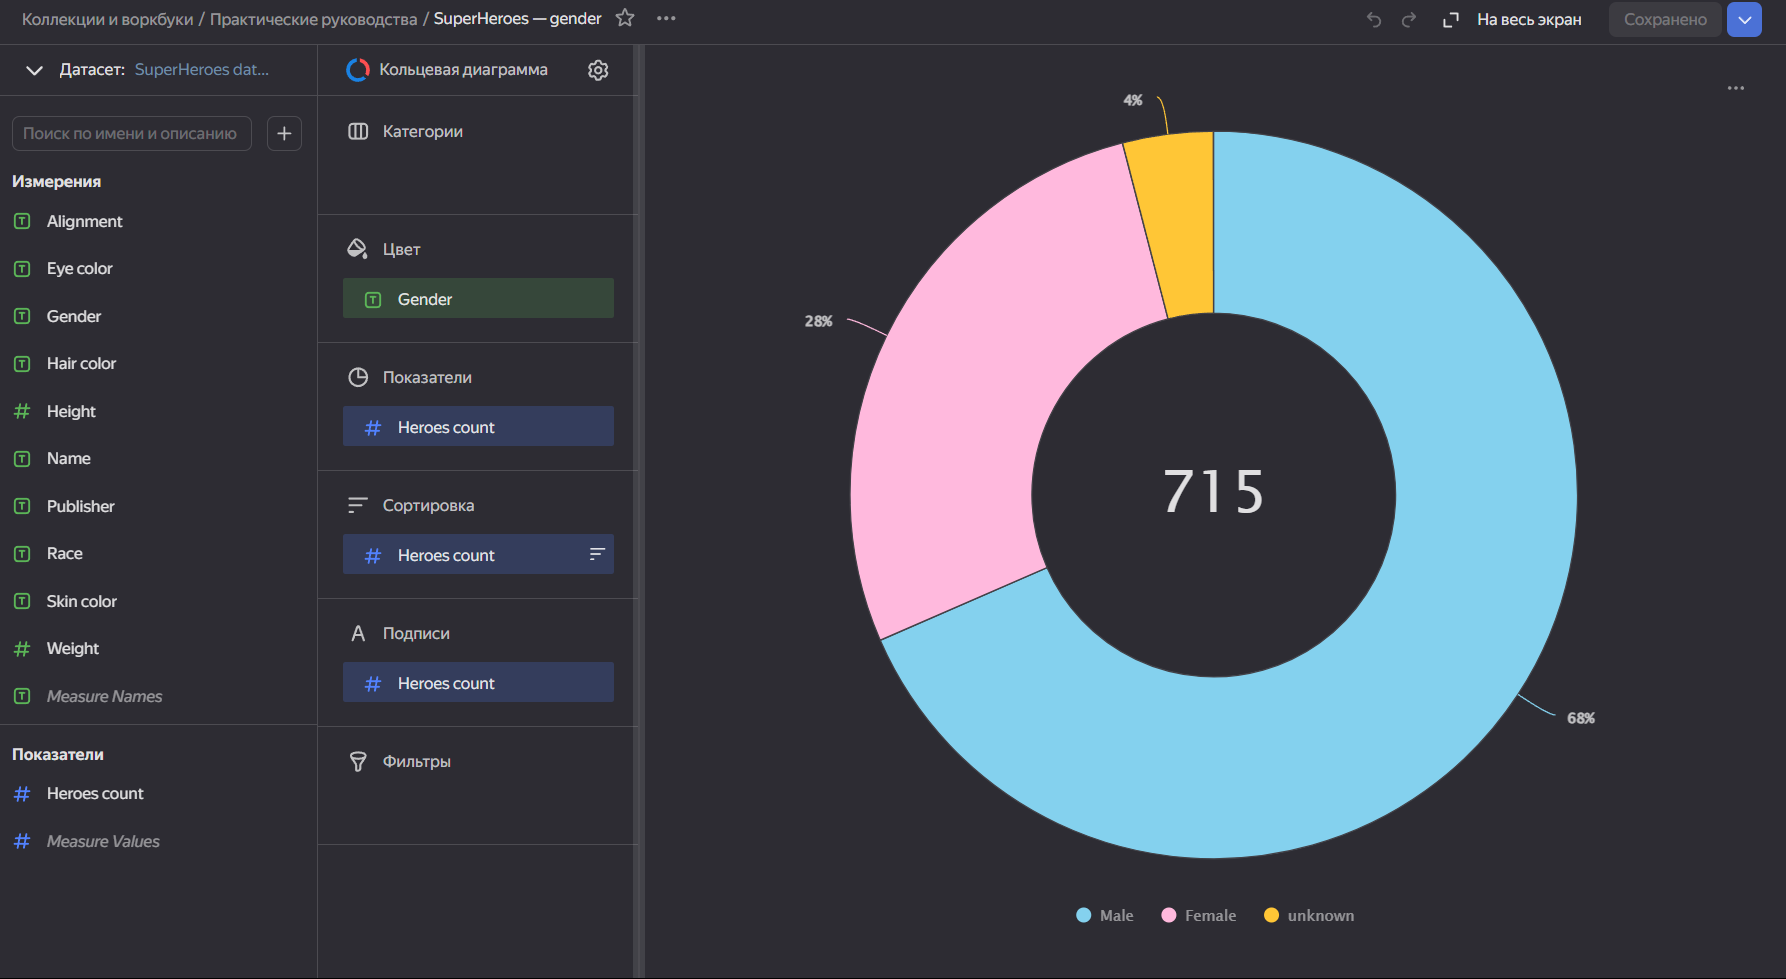 Коллекции и воркбуки / Практические руководства / SuperHeroes — gender
На весь экран
Сохранено
Датасет: SuperHeroes dat...
Поиск по имени и описанию
Измерения
Alignment
Eye color
Gender
Hair color
Height
Name
Publisher
Race
Skin color
Weight
Measure Names
Показатели
Heroes count
Measure Values
Кольцевая диаграмма
Категории
Цвет
Gender
Показатели
Heroes count
Сортировка
Heroes count
Подписи
Heroes count
Фильтры
4%
28%
715
68%
Male
Female
unknown